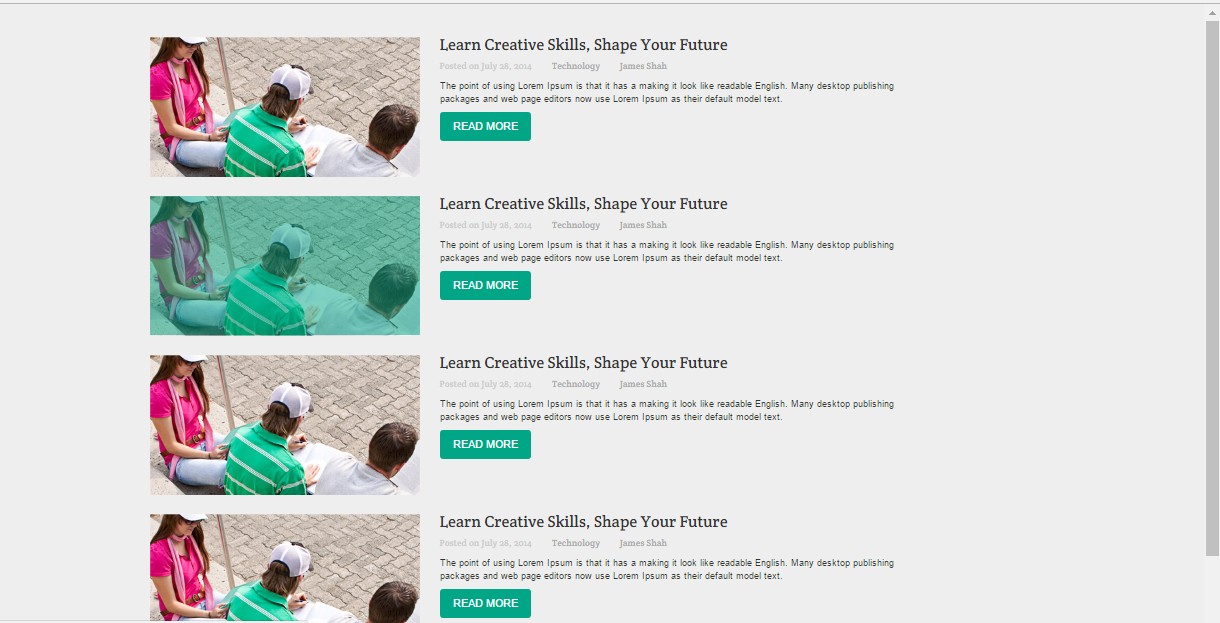 Learn Creative Skills, Shape Your Future
Posted on July 28, 2014 Technology James Shah
The point of using Lorem Ipsum is that it has a making it look like readable English. Many desktop publishing
packages and web page editors now use Lorem Ipsum as their default model text.
READ MORE
Learn Creative Skills, Shape Your Future
Posted on July 28, 2014 Technology James Shah
The point of using Lorem Ipsum is that it has a making it look like readable English. Many desktop publishing
packages and web page editors now use Lorem Ipsum as their default model text.
READ MORE
Learn Creative Skills, Shape Your Future
Posted on July 28, 2014 Technology James Shah
The point of using Lorem Ipsum is that it has a making it look like readable English. Many desktop publishing
packages and web page editors now use Lorem Ipsum as their default model text.
READ MORE
Learn Creative Skills, Shape Your Future
Posted on July 28, 2014 Technology James Shah
The point of using Lorem Ipsum is that it has a making it look like readable English. Many desktop publishing
packages and web page editors now use Lorem Ipsum as their default model text.
READ MORE